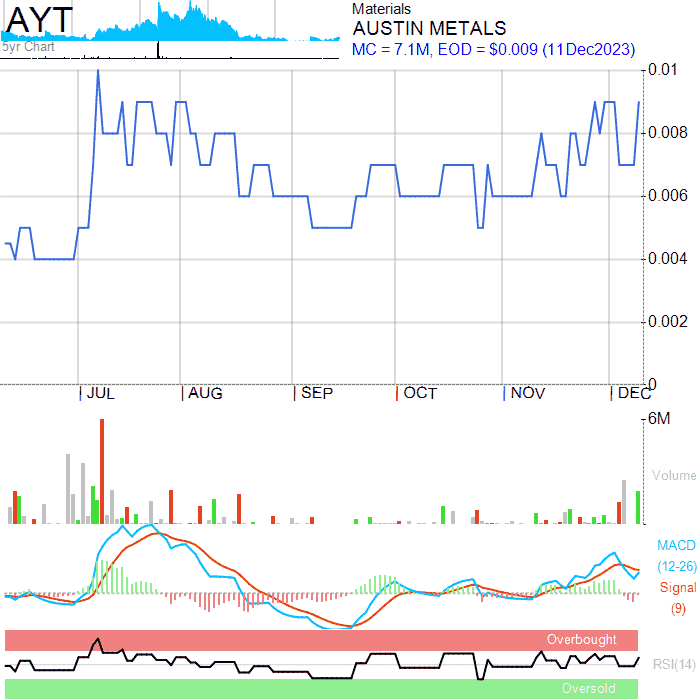 AYT
5yr Chart
Materials
AUSTIN METALS
MC = 7.1M, EOD = $0.009 (11Dec2023)
0.01
0.008
0.006
0.004
0.002
0
JUL
AUG
SEP
OCT
NOV
DEC
6M
Volume
MACD
(12-26)
Signal
(9)
Overbought
RSI(14)
Oversold